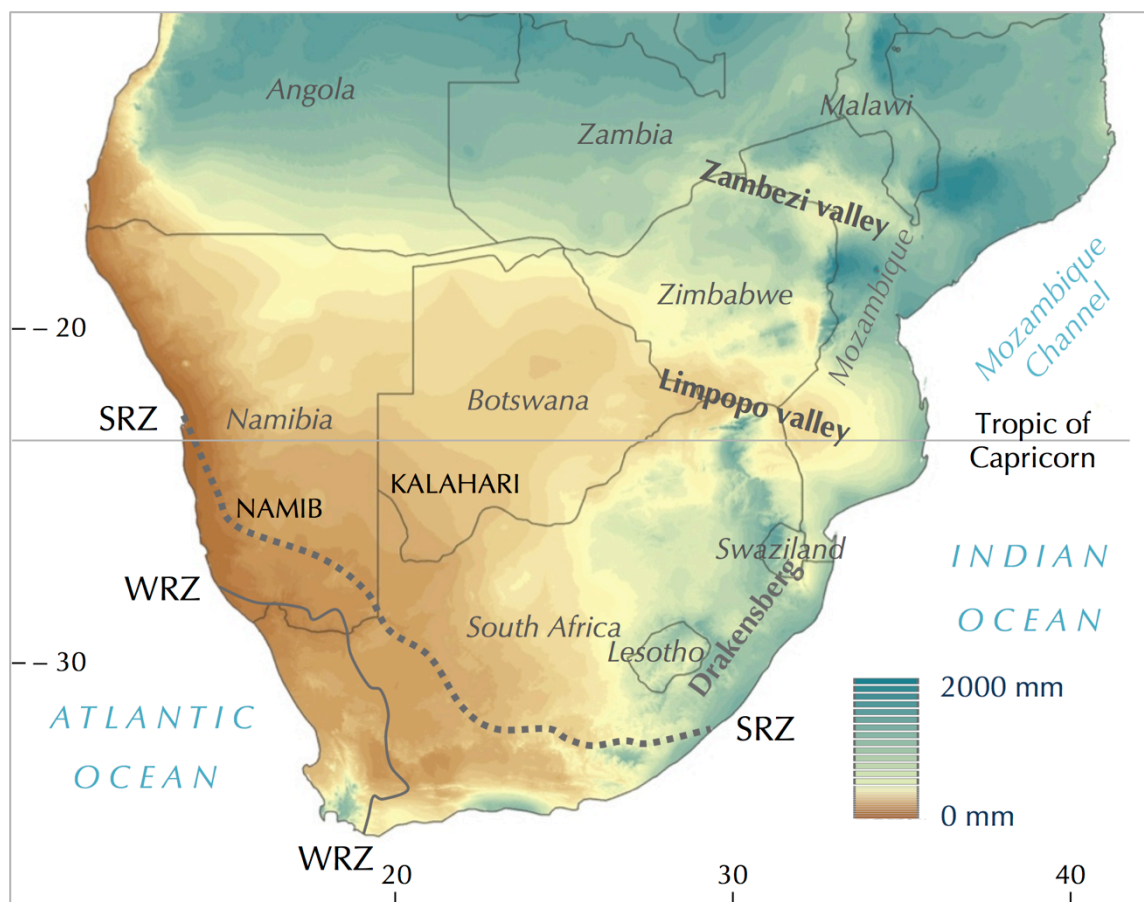 Angola
Malawi
Zambia
Zambezi valley
Mozambique
Mozambique
Channel
Zimbabwe
-- 20
Limpopo valley
Namibia
Botswana
SRZ
Tropic of
Capricorn
KALAHARI
NAMIB
Swaziland
INDIAN
OCEAN
WRZ
Drakensberg
South Africa
Lesotho
-- 30
2000 mm
ATLANTIC
OCEAN
SRZ
0 mm
WRZ
20
30
40